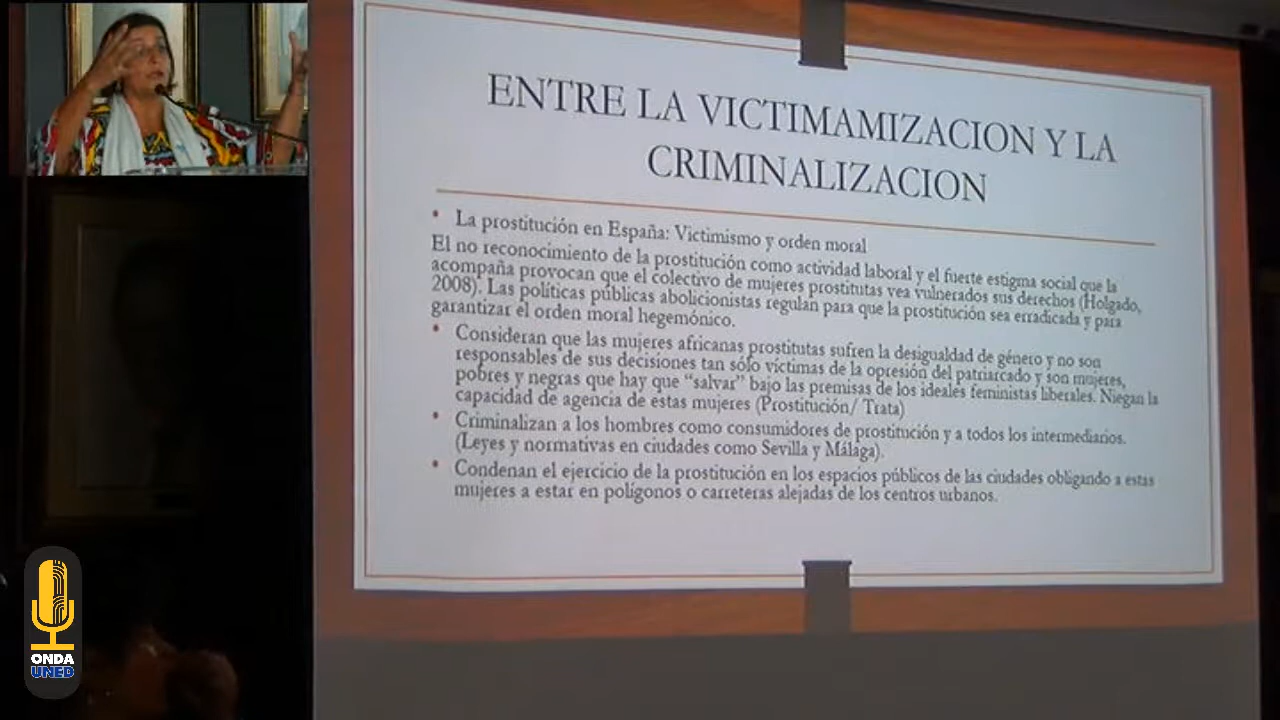 ENTRE LA VICTIMAMIZACION Y LA
CRIMINALIZACION
• La prostitución en España: Victimismo y orden moral
El no reconocimiento de la prostitución como actividad laboral y el fuerte estigma social que la
acompaña provocan que el colectivo de mujeres prostitutas vea vulnerados sus derechos (Holgado,
2008). Las políticas públicas abolicionistas regulan para que la prostitución sea erradicada y para
garantizar el orden moral hegemónico.
• Consideran que las mujeres africanas prostitutas sufren la desigualdad de género y no son
responsables de sus decisiones tan sólo víctimas de la opresión del patriarcado y son mujeres,
pobres y negras que hay que “salvar” bajo las premisas de los ideales feministas liberales. Niegan la
capacidad de agencia de estas mujeres (Prostitución/ Trata)
• Criminalizan a los hombres como consumidores de prostitución y a todos los intermediarios.
(Leyes y normativas en ciudades como Sevilla y Málaga).
• Condenan el ejercicio de la prostitución en los espacios públicos de las ciudades obligando a estas
mujeres a estar en polígonos o carreteras alejadas de los centros urbanos.
ONDA
UNED